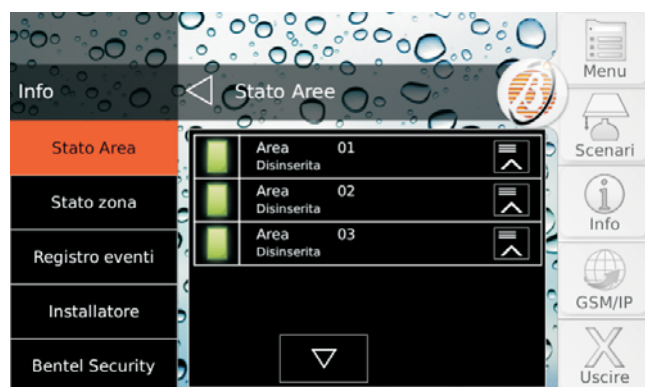 Info
Stato Aree
Stato Area
Stato zona
Registro eventi
Installatore
Bentel Security
Area 01
Disinserita
Area 02
Disinserita
Area 03
Disinserita
Menu
Scenari
Info
GSM/IP
Uscire